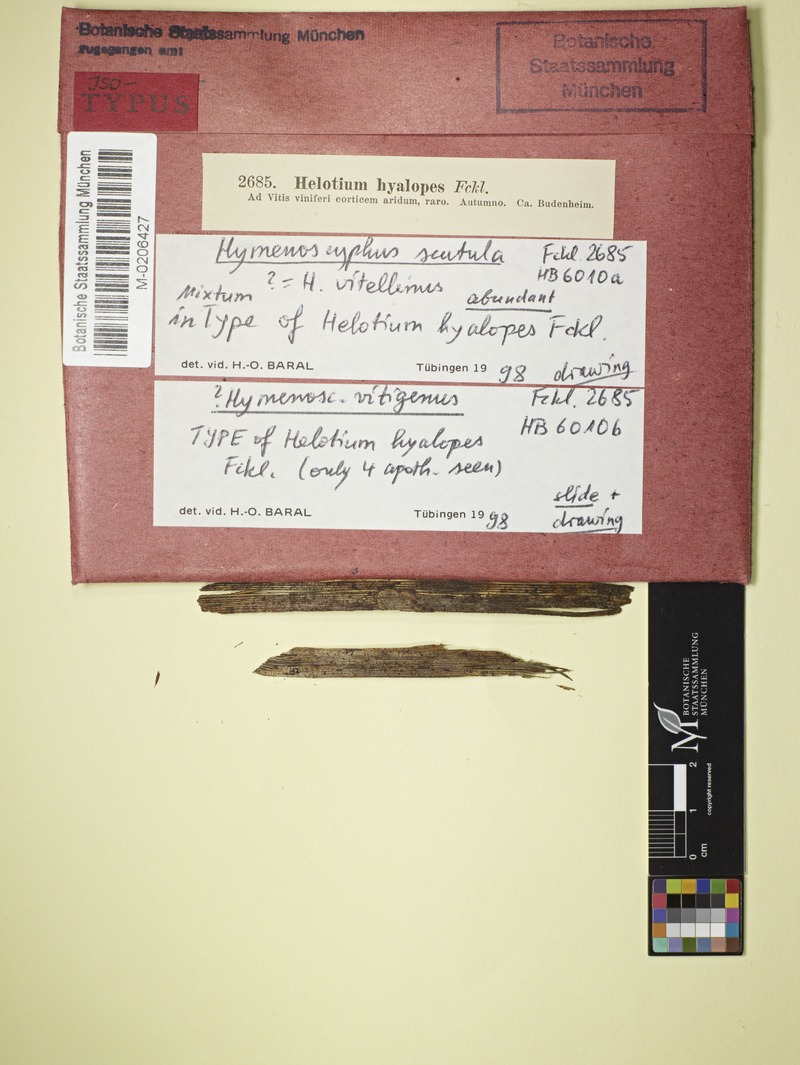 Botanische Staatssammlung München
zugegangen am:
Botanische
Staatssammlung
München
ISO-
TYPUS
Botanische Staatssammlung München
M-0206427
2685. Helotium hyalopes Fckl.
Ad Vitis viniferi corticem aridum, raro. Autumno. Ca. Budenheim.
Hymenoscyphus scutula Fckl. 2685
? = H. vitellinus HB 6010a
Mixtum abundant
in Type of Helotium hyalopes Fckl.
det. vid. H.-O. BARAL Tübingen 1998 drawing
? Hymenosc. vitigenus Fckl. 2685
HB 6010b
TYPE of Helotium hyalopes
Fckl. (only 4 apoth. seen)
slide +
det. vid. H.-O. BARAL Tübingen 1998 drawing
BOTANISCHE
STAATSSAMMLUNG
MÜNCHEN
M
0 1 2
cm
copyright reserved